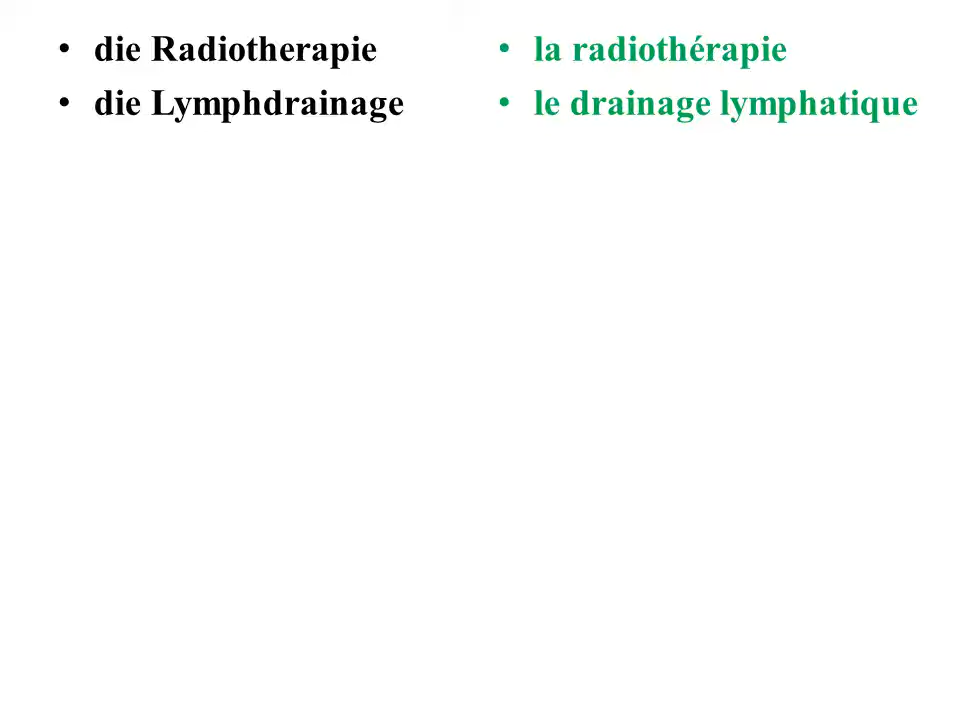 • die Radiotherapie
• die Lymphdrainage
• la radiothérapie
• le drainage lymphatique